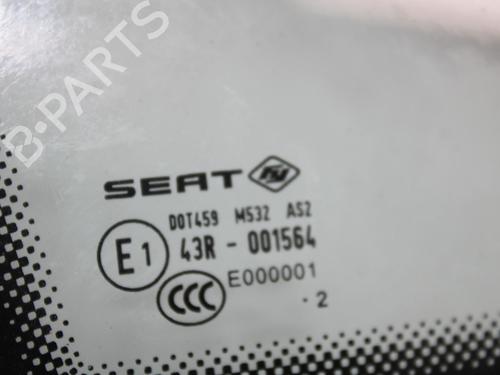 B-PARTS
SEAT
DOT459 M532 AS2
E1 43R - 001564
CCC E000001
. 2